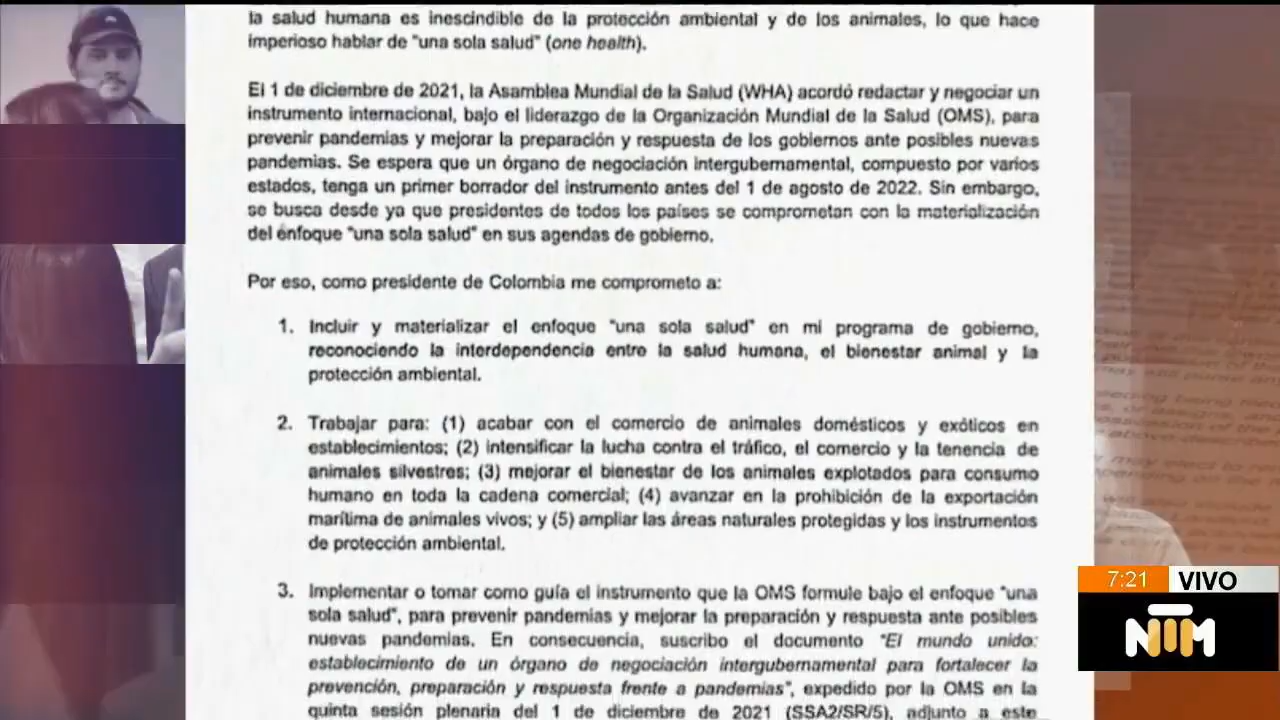 la salud humana es inescindible de la protección ambiental y de los animales, lo que hace
imperioso hablar de "una sola salud" (one health).
El 1 de diciembre de 2021, la Asamblea Mundial de la Salud (WHA) acordó redactar y negociar un
instrumento internacional, bajo el liderazgo de la Organización Mundial de la Salud (OMS), para
prevenir pandemias y mejorar la preparación y respuesta de los gobiernos ante posibles nuevas
pandemias. Se espera que un órgano de negociación intergubernamental, compuesto por varios
estados, tenga un primer borrador del instrumento antes del 1 de agosto de 2022. Sin embargo,
se busca desde ya que presidentes de todos los países se comprometan con la materialización
del enfoque "una sola salud" en sus agendas de gobierno.
Por eso, como presidente de Colombia me comprometo a:
1. Incluir y materializar el enfoque "una sola salud" en mi programa de gobierno,
reconociendo la interdependencia entre la salud humana, el bienestar animal y la
protección ambiental.
2. Trabajar para: (1) acabar con el comercio de animales domésticos y exóticos en
establecimientos; (2) intensificar la lucha contra el tráfico, el comercio y la tenencia de
animales silvestres; (3) mejorar el bienestar de los animales explotados para consumo
humano en toda la cadena comercial; (4) avanzar en la prohibición de la exportación
marítima de animales vivos; y (5) ampliar las áreas naturales protegidas y los instrumentos
de protección ambiental.
3. Implementar o tomar como guía el instrumento que la OMS formule bajo el enfoque "una
sola salud", para prevenir pandemias y mejorar la preparación y respuesta ante posibles
nuevas pandemias. En consecuencia, suscribo el documento "El mundo unido:
establecimiento de un órgano de negociación intergubernamental para fortalecer la
prevención, preparación y respuesta frente a pandemias", expedido por la OMS en la
quinta sesión plenaria del 1 de diciembre de 2021 (SSA2/SR/5), adjunto a este
7:21 VIVO
NTM